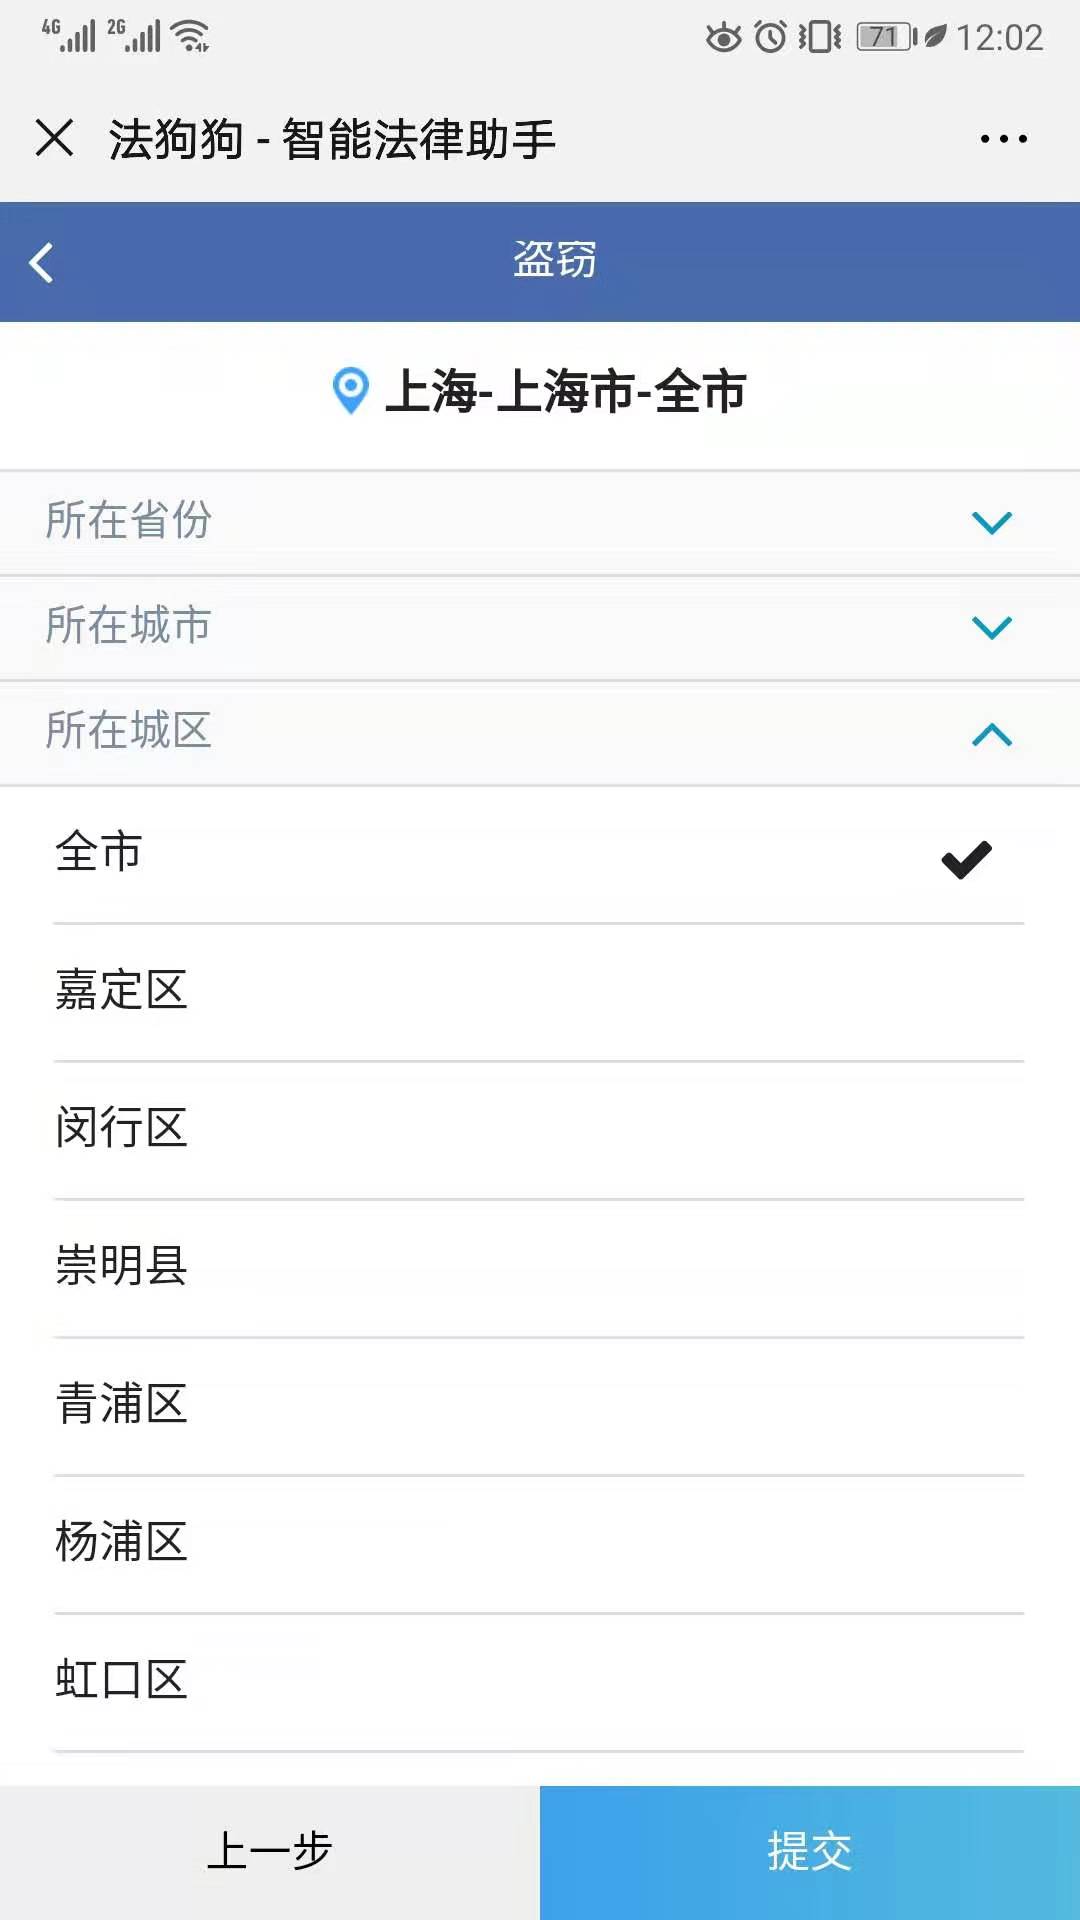 4G 2G 71 12:02
法狗狗 - 智能法律助手
盗窃
上海-上海市-全市
所在省份
所在城市
所在城区
全市
嘉定区
闵行区
崇明县
青浦区
杨浦区
虹口区
上一步 提交